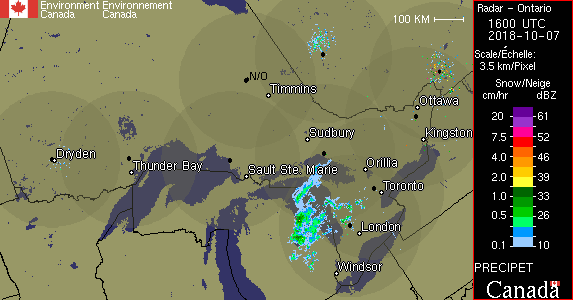 Environment Environnement
Canada Canada
100 KM
N/O
Timmins
Ottawa
Sudbury
Kingston
Dryden
Thunder Bay
Sault Ste. Marie
Orillia
Toronto
London
Windsor
Radar - Ontario
1600 UTC
2018-10-07
Scale/Échelle:
3.5 km/Pixel
Snow/Neige
cm/hr dBZ
20 61
7.5 52
4.0 46
2.0 39
1.0 33
0.5 26
0.1 10
PRECIPET
Canada